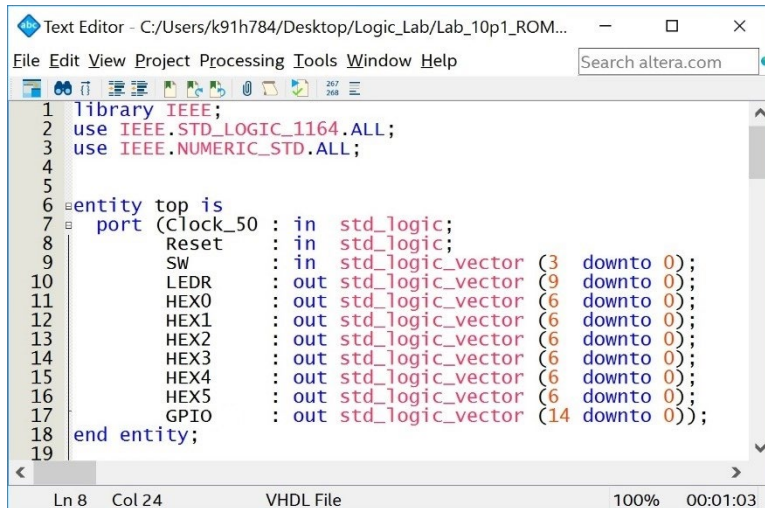 abc Text Editor - C:/Users/k91h784/Desktop/Logic_Lab/Lab_10p1_ROM...
File Edit View Project Processing Tools Window Help Search altera.com
267
268
1 library IEEE;
2 use IEEE.STD_LOGIC_1164.ALL;
3 use IEEE.NUMERIC_STD.ALL;
4
5
6 entity top is
7 port (Clock_50 : in std_logic;
8 Reset : in std_logic;
9 SW : in std_logic_vector (3 downto 0);
10 LEDR : out std_logic_vector (9 downto 0);
11 HEX0 : out std_logic_vector (6 downto 0);
12 HEX1 : out std_logic_vector (6 downto 0);
13 HEX2 : out std_logic_vector (6 downto 0);
14 HEX3 : out std_logic_vector (6 downto 0);
15 HEX4 : out std_logic_vector (6 downto 0);
16 HEX5 : out std_logic_vector (6 downto 0);
17 GPIO : out std_logic_vector (14 downto 0));
18 end entity;
19
Ln 8 Col 24 VHDL File 100% 00:01:03